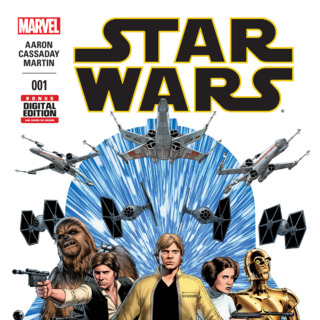 MARVEL
AARON
CASSADAY
MARTIN
001
BONUS
DIGITAL
EDITION
STAR
WARS